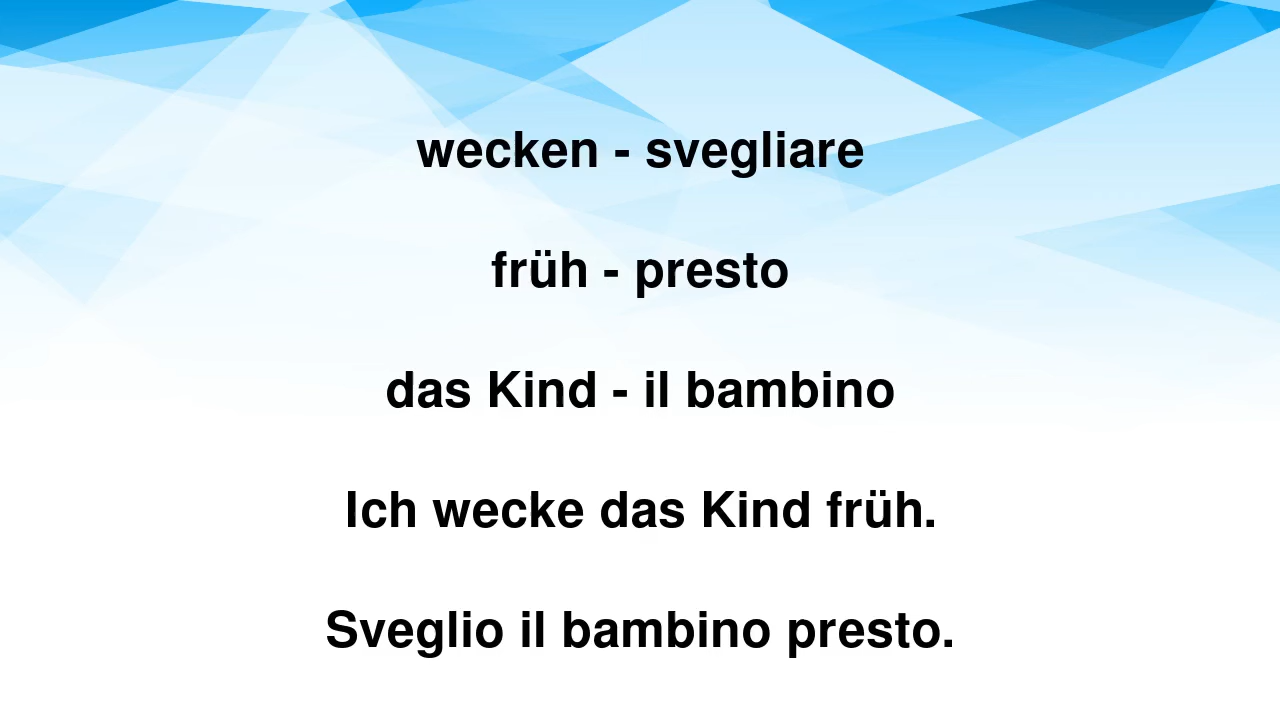 wecken - svegliare
früh - presto
das Kind - il bambino
Ich wecke das Kind früh.
Sveglio il bambino presto.